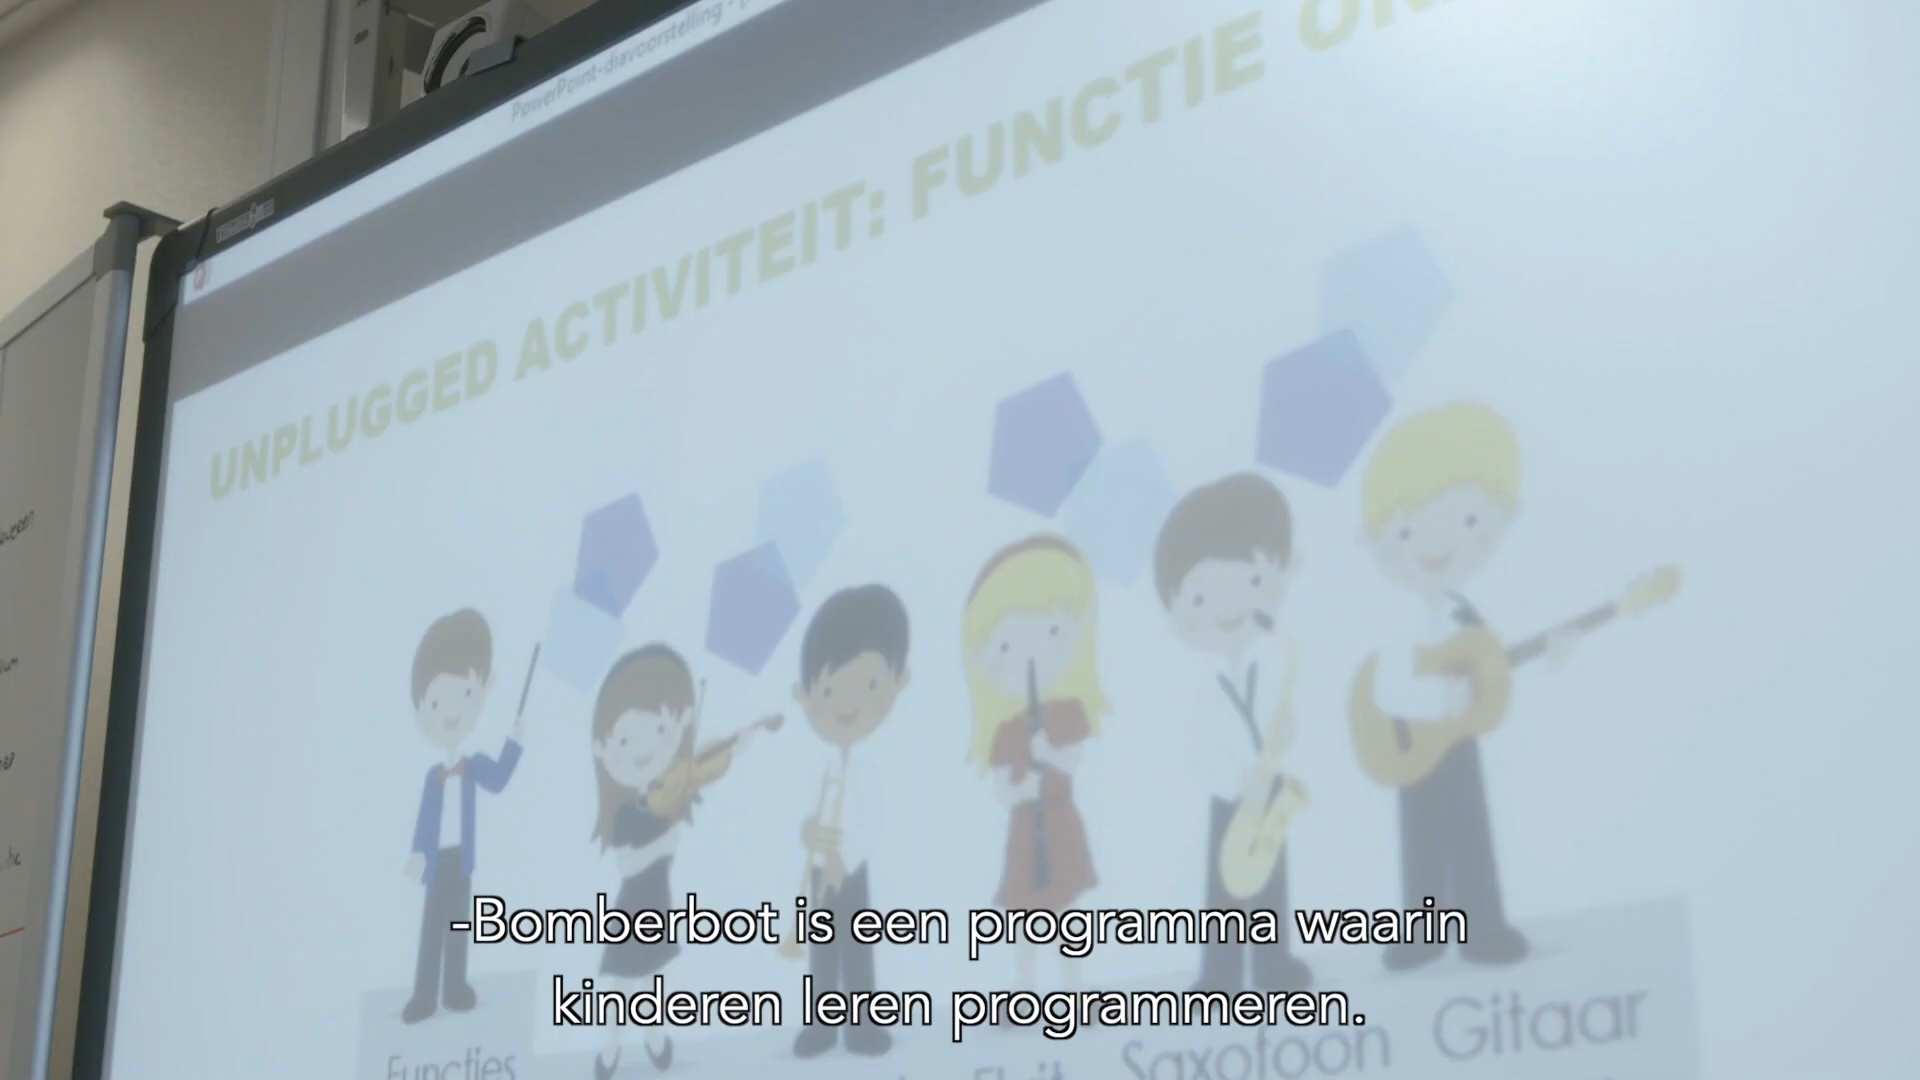 PowerPoint-diavoorstelling -
UNPLUGGED ACTIVITEIT: FUNCTIE
-Bomberbot is een programma waarin
kinderen leren programmeren.
Functies
Saxofoon
Gitaar